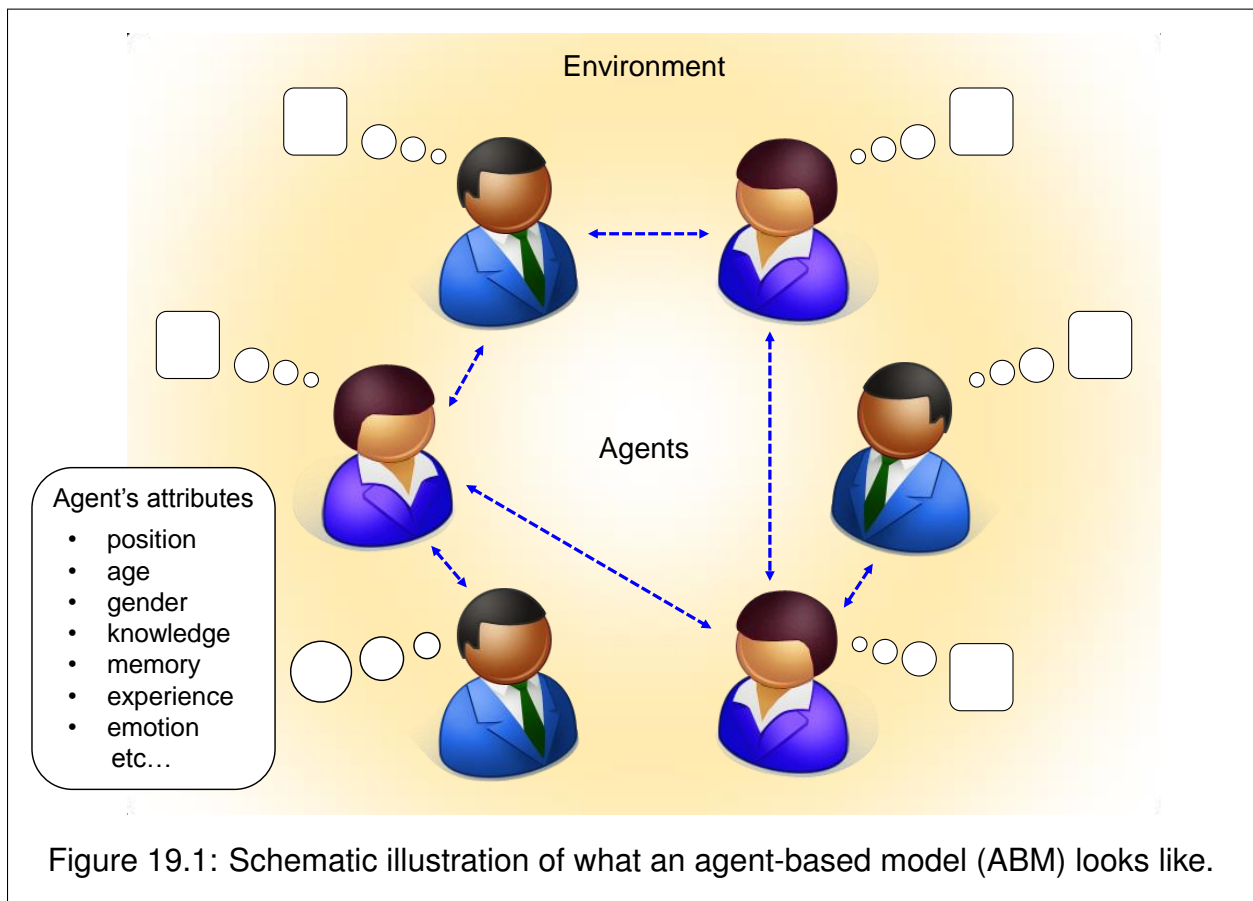 Environment
Agents
Agent's attributes
• position
• age
• gender
• knowledge
• memory
• experience
• emotion
etc…
Figure 19.1: Schematic illustration of what an agent-based model (ABM) looks like.